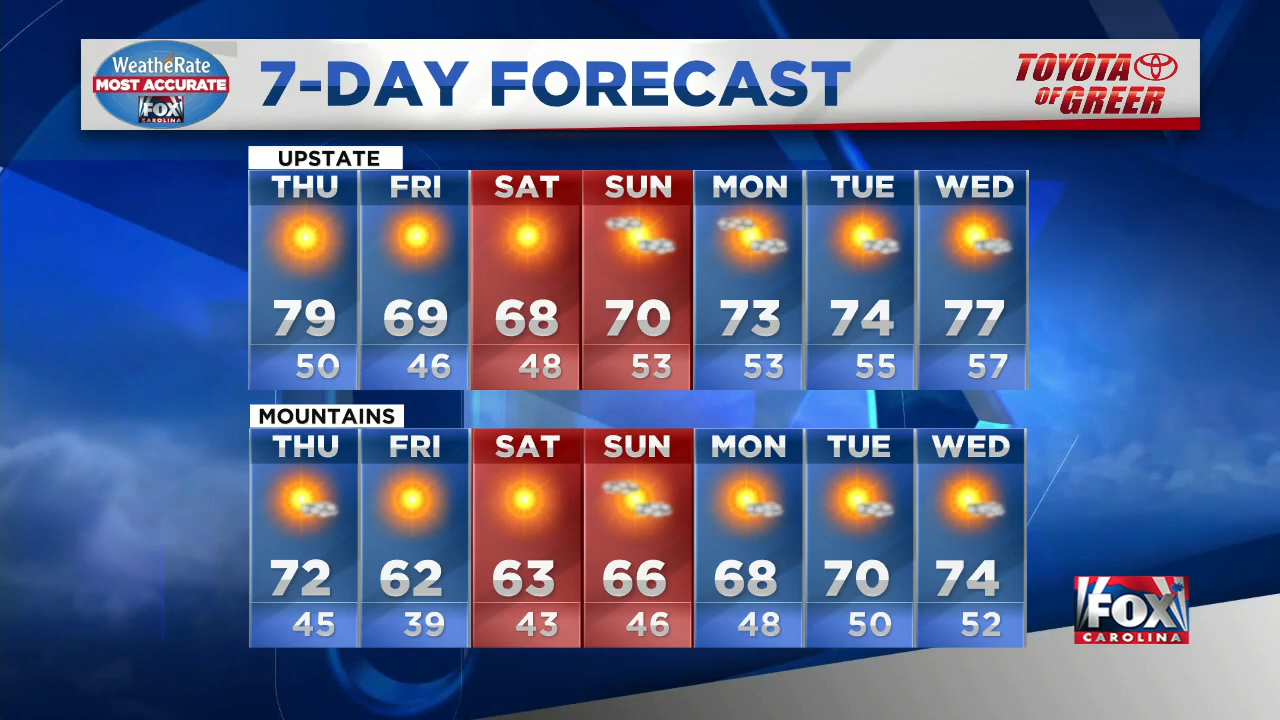 WeatheRate
MOST ACCURATE
FOX
CAROLINA
7-DAY FORECAST
TOYOTA
OF GREER
UPSTATE
THU FRI SAT SUN MON TUE WED
79 69 68 70 73 74 77
50 46 48 53 53 55 57
MOUNTAINS
THU FRI SAT SUN MON TUE WED
72 62 63 66 68 70 74
45 39 43 46 48 50 52
FOX
CAROLINA